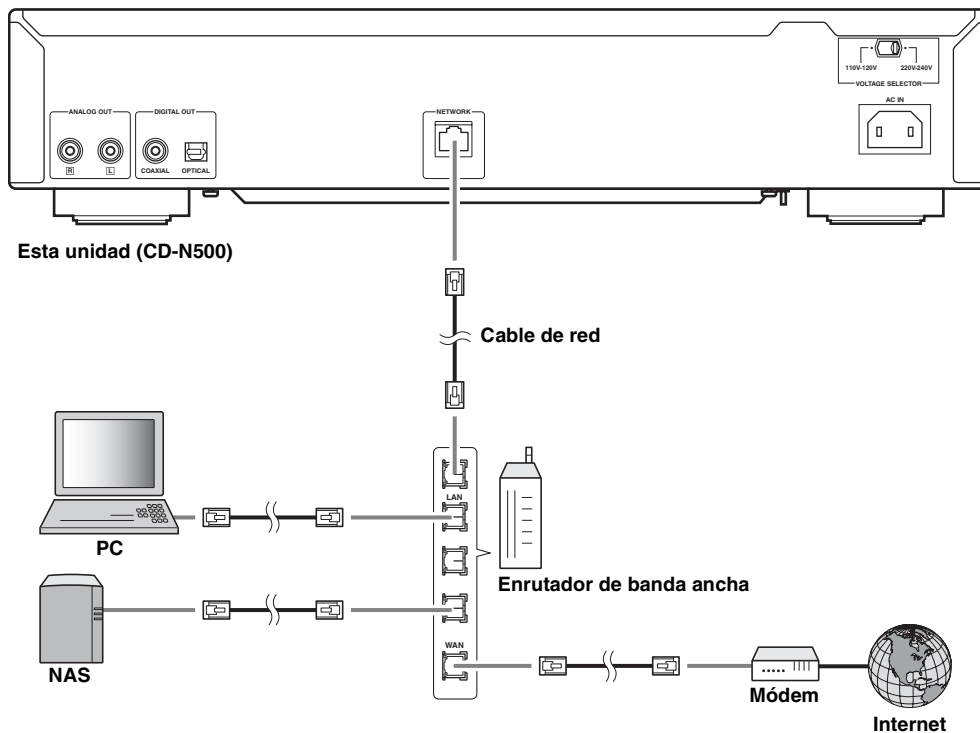 110V-120V
220V-240V
VOLTAGE SELECTOR
ANALOG OUT
DIGITAL OUT
NETWORK
AC IN
R
L
COAXIAL
OPTICAL
Esta unidad (CD-N500)
Cable de red
LAN
PC
Enrutador de banda ancha
NAS
WAN
Módem
Internet